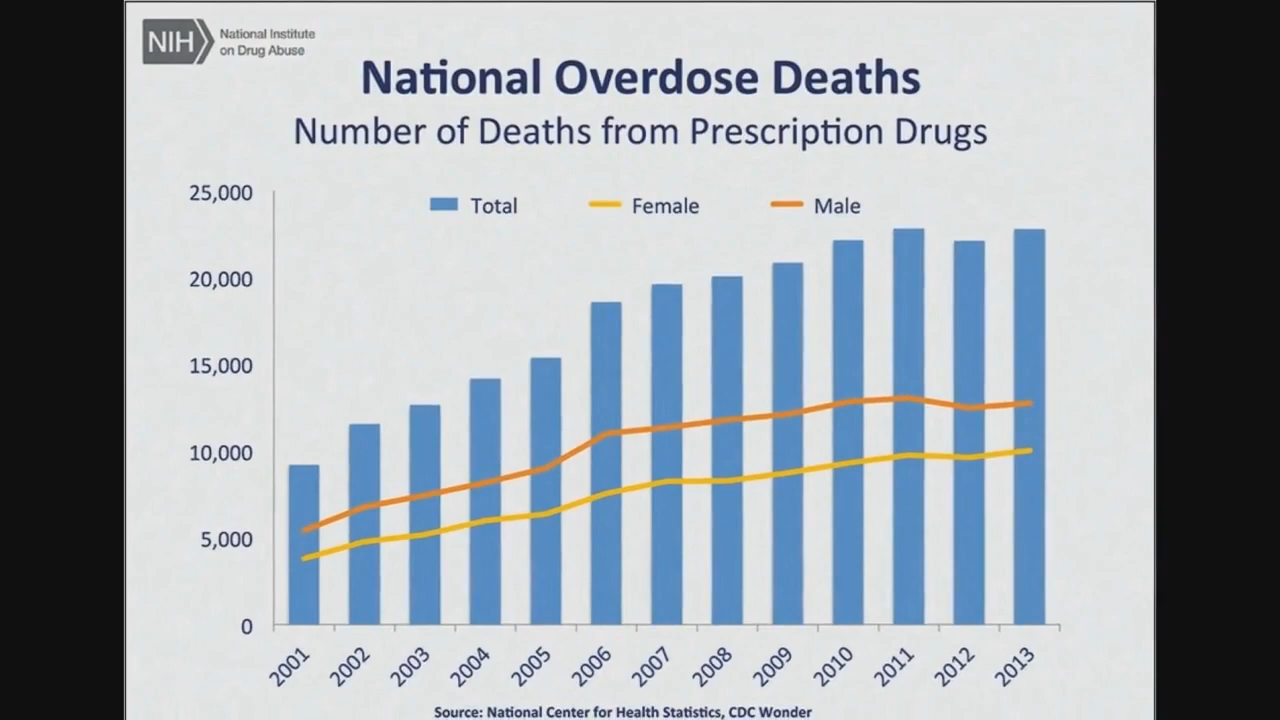 NIH
National Institute
on Drug Abuse
National Overdose Deaths
Number of Deaths from Prescription Drugs
Total
Female
Male
25,000
20,000
15,000
10,000
5,000
0
2001
2002
2003
2004
2005
2006
2007
2008
2009
2010
2011
2012
2013
Source: National Center for Health Statistics, CDC Wonder